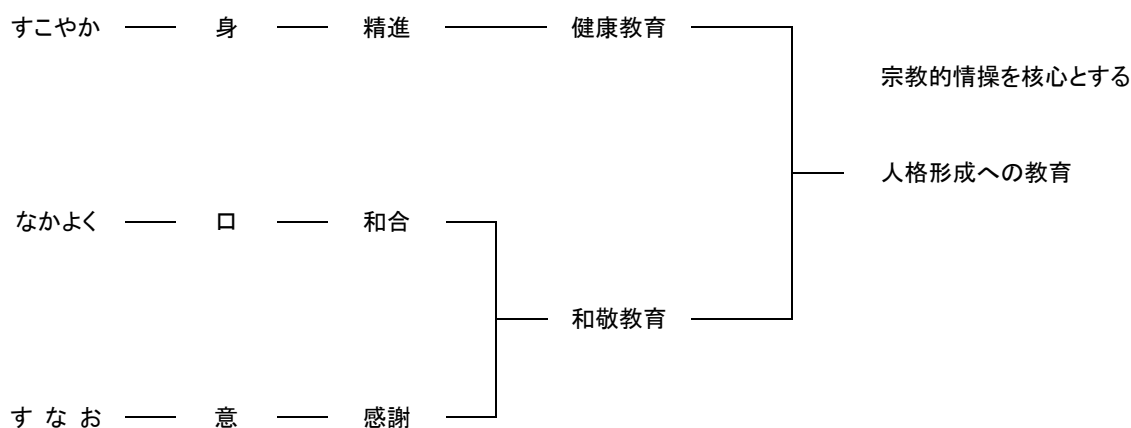 すこやか 身 精進 健康教育
宗教的情操を核心とする
人格形成への教育
なかよく 口 和合
和敬教育
す な お 意 感謝